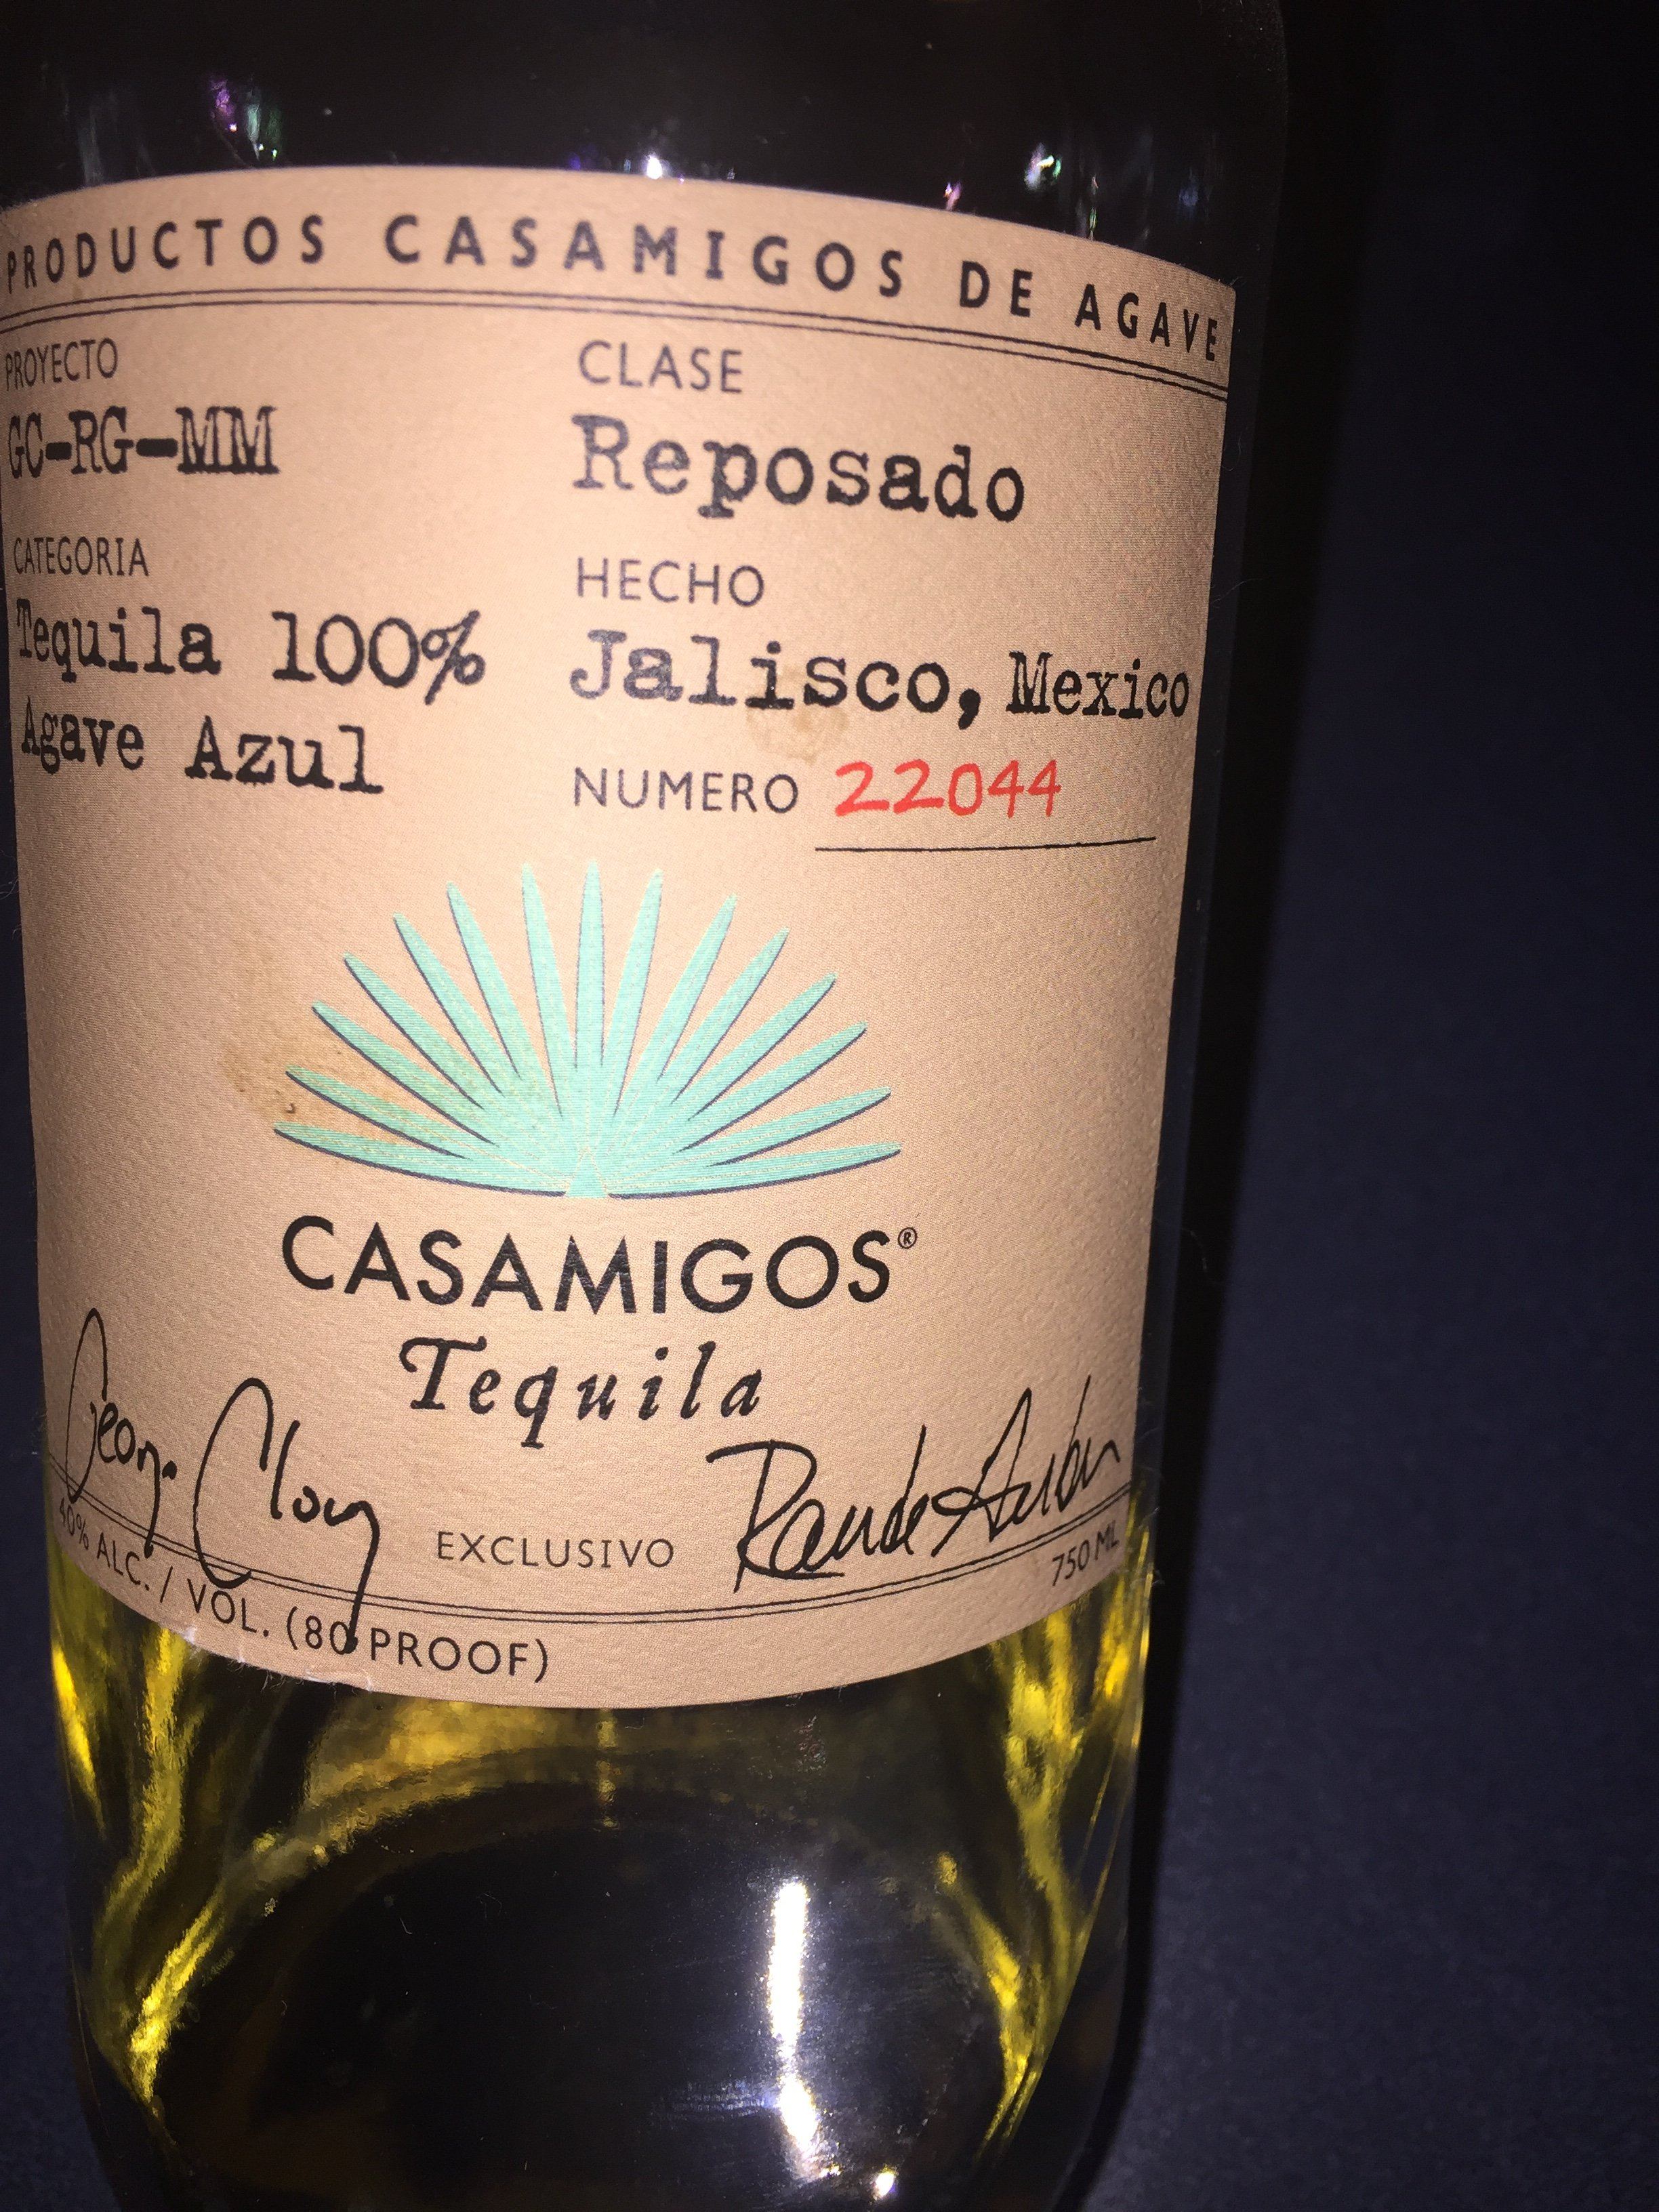 PRODUCTOS CASAMIGOS DE AGAVE
PROYECTO
GC-RG-MM
CLASE
Reposado
CATEGORIA
Tequila 100%
Agave Azul
HECHO
Jalisco, Mexico
NUMERO 22044
CASAMIGOS®
Tequila
EXCLUSIVO
40% ALC. / VOL. (80 PROOF)
750 ML